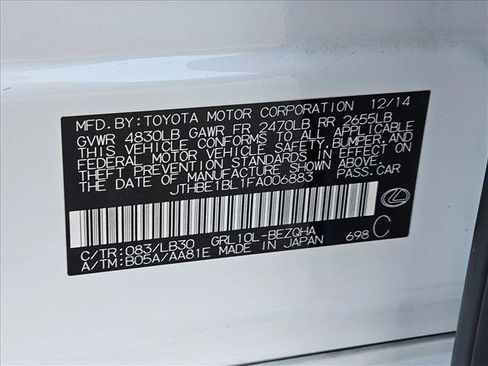 MFD. BY:TOYOTA MOTOR CORPORATION 12/14
GVWR 4830LB GAWR FR 2470LB RR 2655LB
THIS VEHICLE CONFORMS TO ALL APPLICABLE
FEDERAL MOTOR VEHICLE SAFETY, BUMPER, AND
THEFT PREVENTION STANDARDS IN EFFECT ON
THE DATE OF MANUFACTURE SHOWN ABOVE.
JTHBE1BL1FA006883 PASS.CAR
C/TR:083/LB30 GRL10L-BEZQHA
A/TM:B05A/AA81E MADE IN JAPAN 698 C